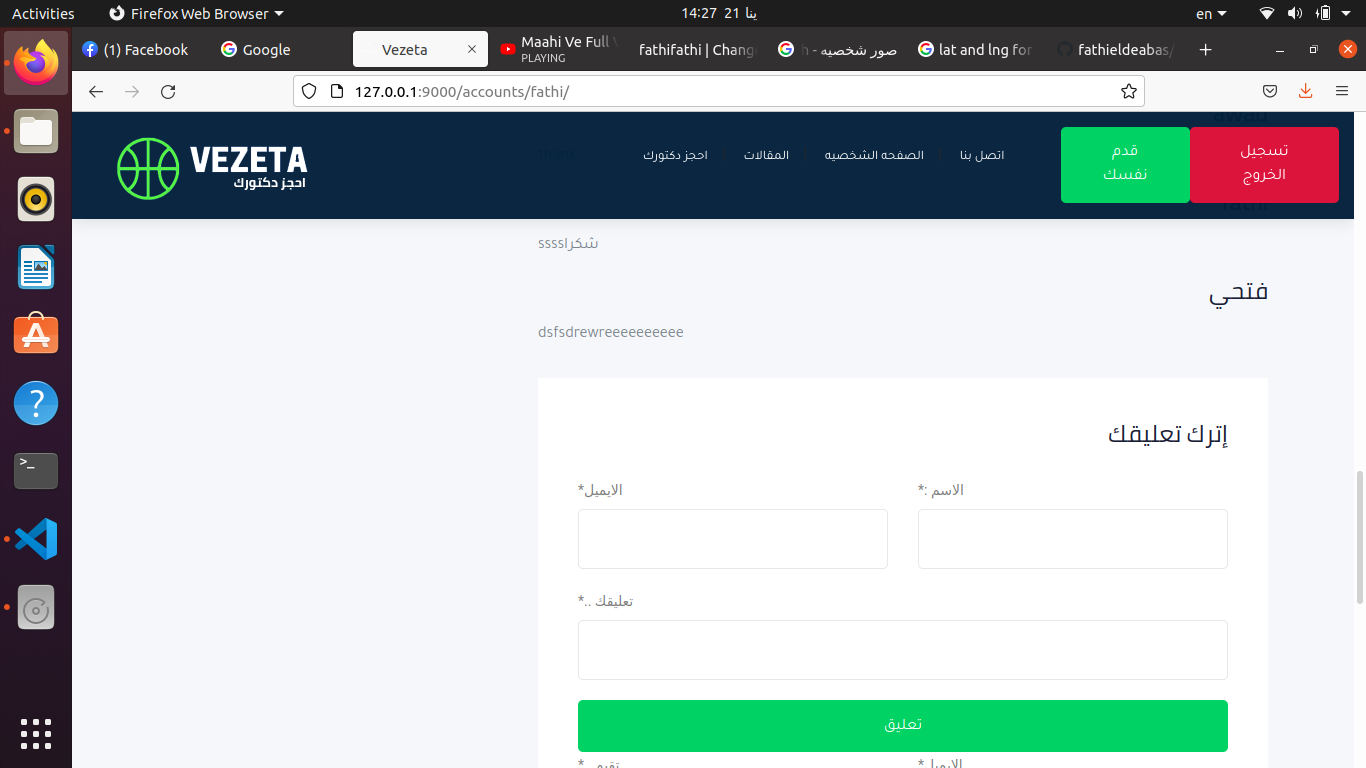 Activities
Firefox Web Browser
14:27 21 ينا
en
(1) Facebook
Google
Vezeta
Maahi Ve Full
PLAYING
fathifathi | Chang
صور شخصيه - h
lat and lng for
fathieldeabas/
127.0.0.1:9000/accounts/fathi/
VEZETA
احجز دكتورك
احجز دكتورك
المقالات
الصفحه الشخصيه
اتصل بنا
قدم
نفسك
تسجيل
الخروج
شكراssss
فتحي
dsfsdrewreeeeeeeeee
إترك تعليقك
الاسم :*
الايميل*
تعليقك ..*
تعليق
الايميل*